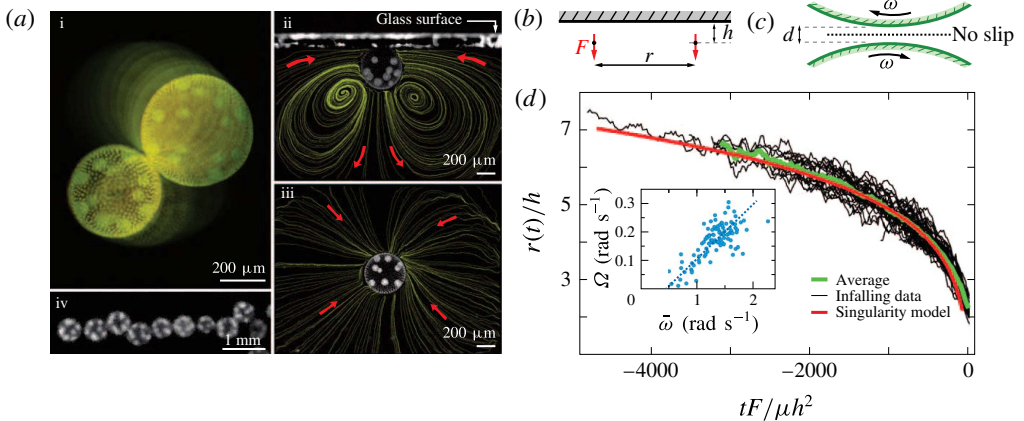 (a)
i
200 μm
ii
Glass surface
200 μm
iii
200 μm
iv
1 mm
(b)
h
F
r
(c)
ω
d
No slip
ω
(d)
7
5
3
r(t)/h
−4000
−2000
0
tF/μh²
0.3
0.2
0.1
0
Ω (rad s⁻¹)
0
1
2
ω̄ (rad s⁻¹)
Average
Infalling data
Singularity model